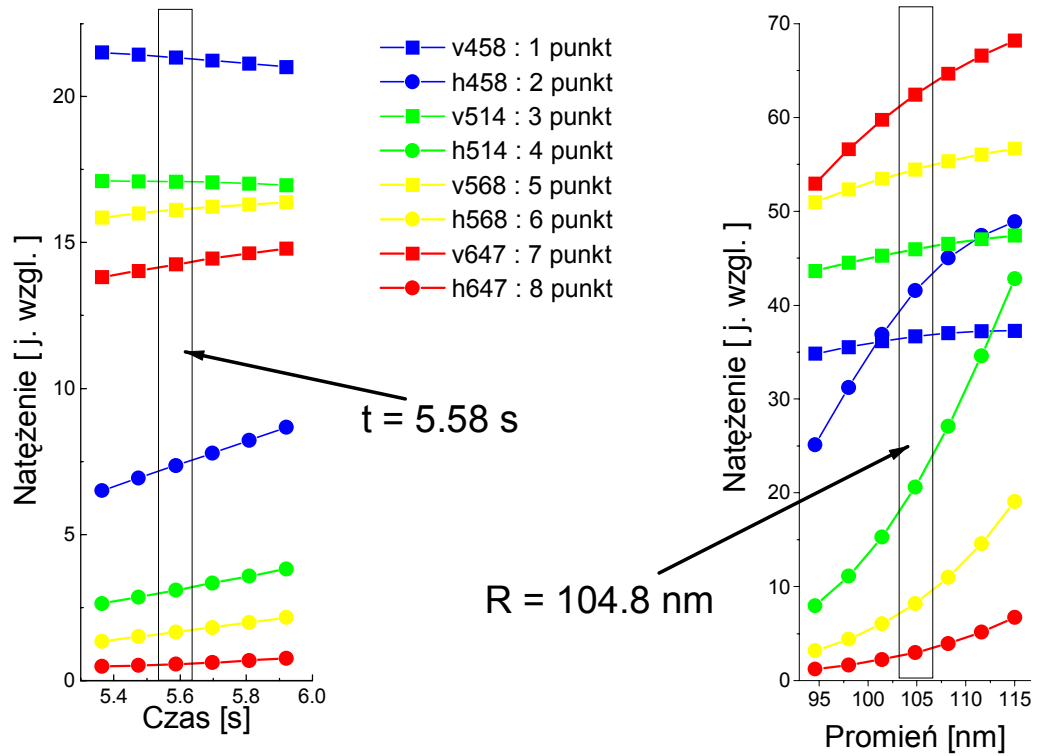 Natężenie [ j. wzgl. ]
20
15
10
5
0
5.4 5.6 5.8 6.0
Czas [s]
v458 : 1 punkt
h458 : 2 punkt
v514 : 3 punkt
h514 : 4 punkt
v568 : 5 punkt
h568 : 6 punkt
v647 : 7 punkt
h647 : 8 punkt
t = 5.58 s
Natężenie [ j. wzgl. ]
70
60
50
40
30
20
10
0
95 100 105 110 115
Promień [nm]
R = 104.8 nm